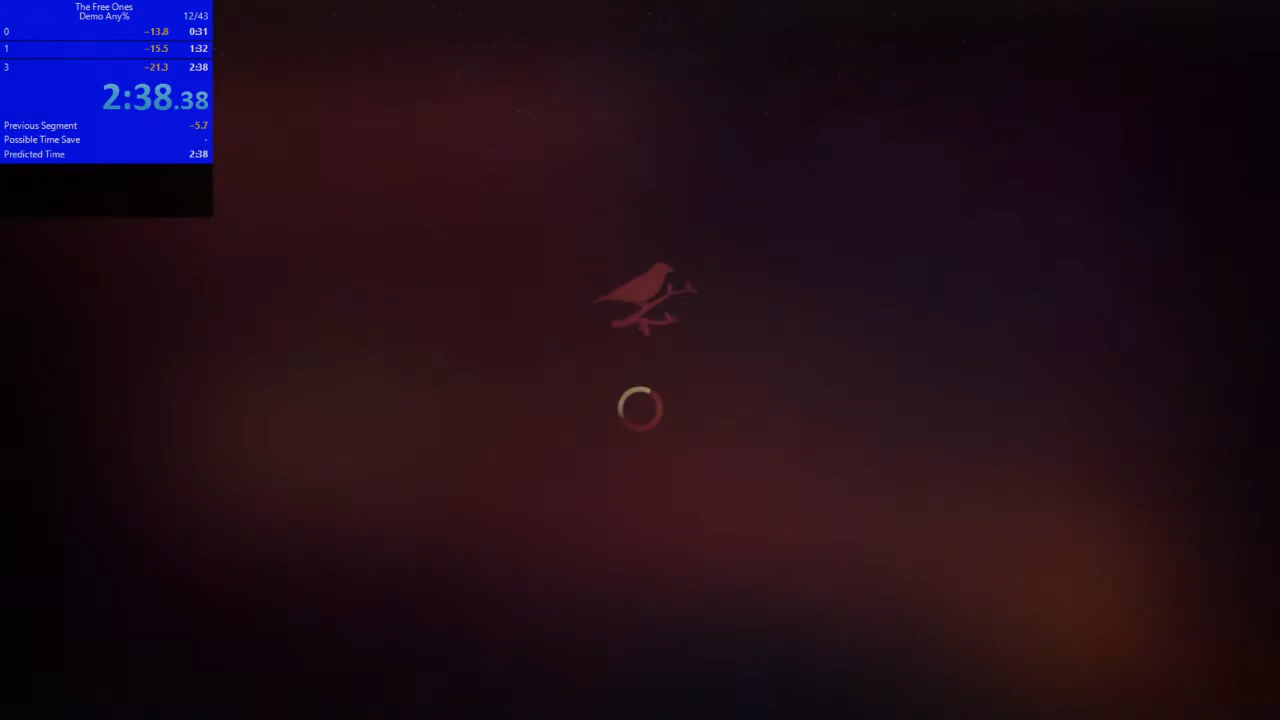 The Free Ones
Demo Any%
12/43
0 −13.8 0:31
1 −15.5 1:32
3 −21.3 2:38
2:38.38
Previous Segment −5.7
Possible Time Save -
Predicted Time 2:38